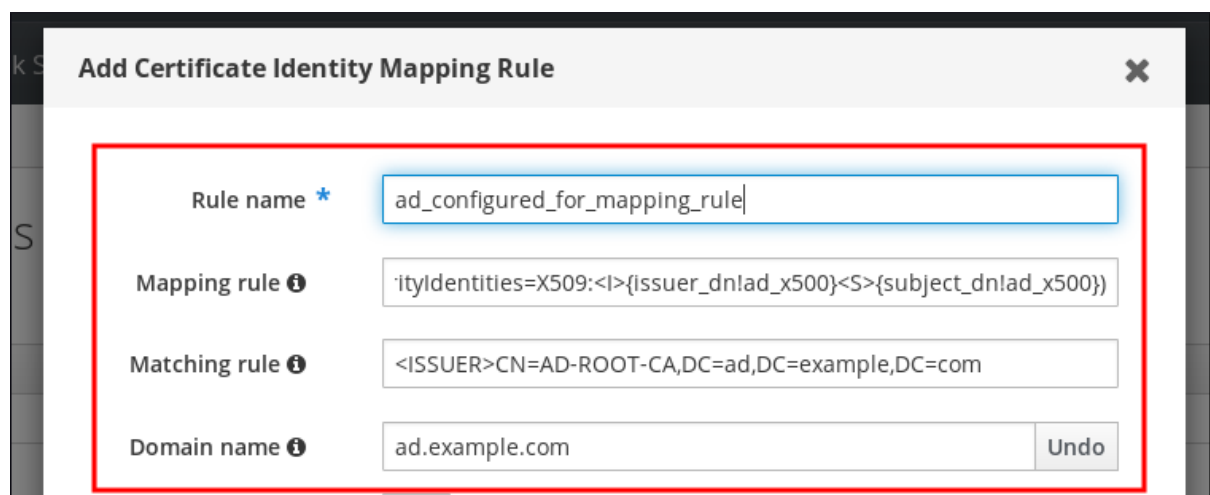 k S
Add Certificate Identity Mapping Rule
S
Rule name * ad_configured_for_mapping_rule
Mapping rule ityIdentities=X509:<I>{issuer_dn!ad_x500}<S>{subject_dn!ad_x500})
Matching rule <ISSUER>CN=AD-ROOT-CA,DC=ad,DC=example,DC=com
Domain name ad.example.com Undo